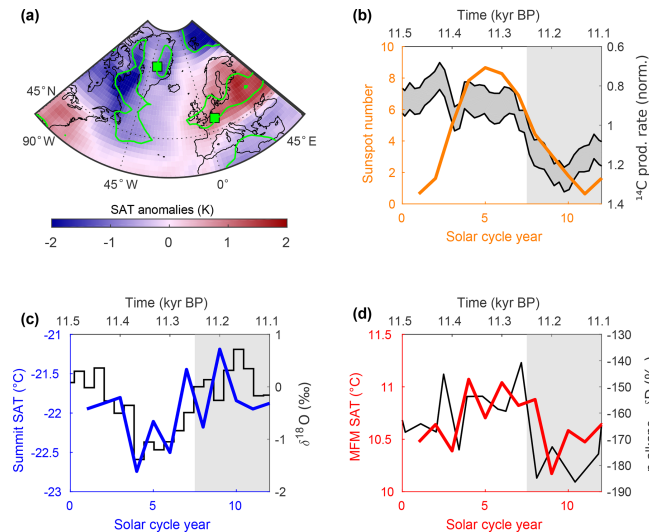 (a)
45°N
90°W
45°W
0°
45°E
SAT anomalies (K)
-2 -1 0 1 2
(b)
Time (kyr BP)
11.5 11.4 11.3 11.2 11.1
Sunspot number
10
8
6
4
2
0
0.6
0.8
1
1.2
1.4
¹⁴C prod. rate (norm.)
0 5 10
Solar cycle year
(c)
Time (kyr BP)
11.5 11.4 11.3 11.2 11.1
Summit SAT (°C)
-21
-21.5
-22
-22.5
-23
1
0
-1
-2
δ¹⁸O (‰)
0 5 10
Solar cycle year
(d)
Time (kyr BP)
11.5 11.4 11.3 11.2 11.1
MFM SAT (°C)
11.5
11
10.5
10
-130
-140
-150
-160
-170
-180
-190
0 5 10
Solar cycle year